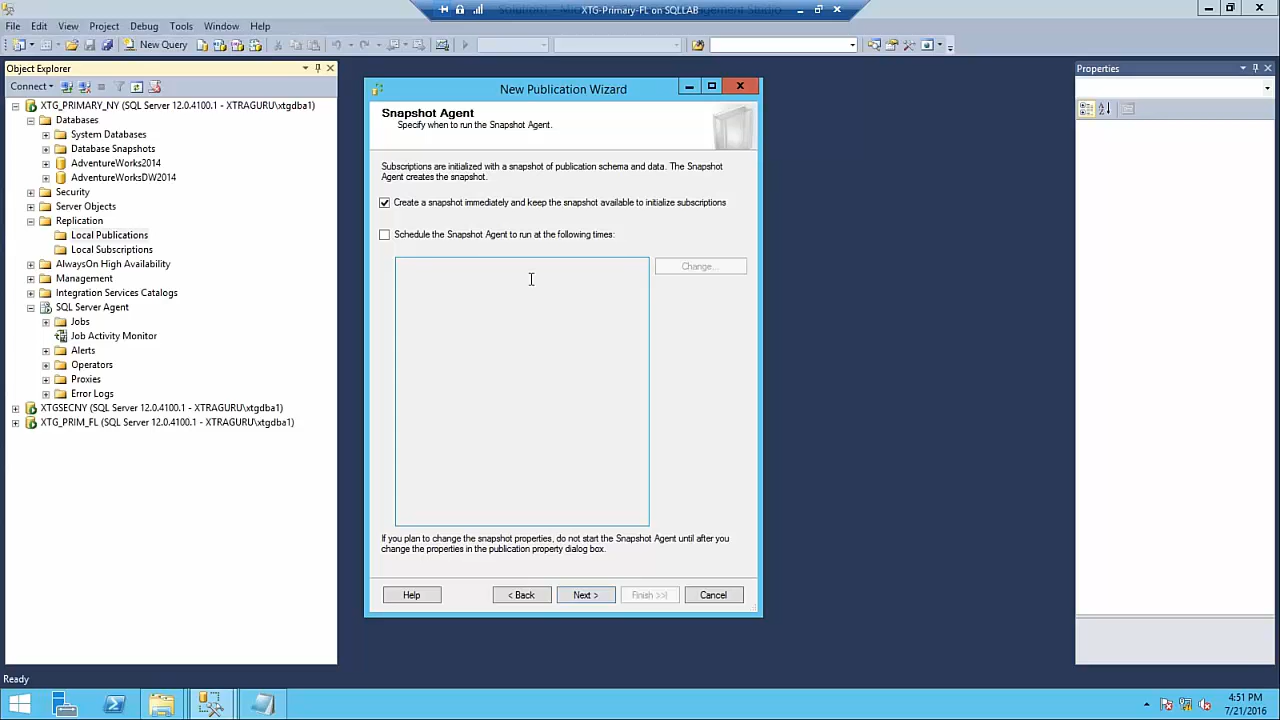 XTG-Primary-FL on SQLLAB
File Edit View Project Debug Tools Window Help
New Query
Object Explorer
Connect
XTG_PRIMARY_NY (SQL Server 12.0.4100.1 - XTRAGURU\xtgdba1)
Databases
System Databases
Database Snapshots
AdventureWorks2014
AdventureWorksDW2014
Security
Server Objects
Replication
Local Publications
Local Subscriptions
AlwaysOn High Availability
Management
Integration Services Catalogs
SQL Server Agent
Jobs
Job Activity Monitor
Alerts
Operators
Proxies
Error Logs
XTGSECNY (SQL Server 12.0.4100.1 - XTRAGURU\xtgdba1)
XTG_PRIM_FL (SQL Server 12.0.4100.1 - XTRAGURU\xtgdba1)
New Publication Wizard
Snapshot Agent
Specify when to run the Snapshot Agent.
Subscriptions are initialized with a snapshot of publication schema and data. The Snapshot
Agent creates the snapshot.
Create a snapshot immediately and keep the snapshot available to initialize subscriptions
Schedule the Snapshot Agent to run at the following times:
Change...
If you plan to change the snapshot properties, do not start the Snapshot Agent until after you
change the properties in the publication property dialog box.
Help
< Back
Next >
Finish >>|
Cancel
Properties
Ready
4:51 PM
7/21/2016